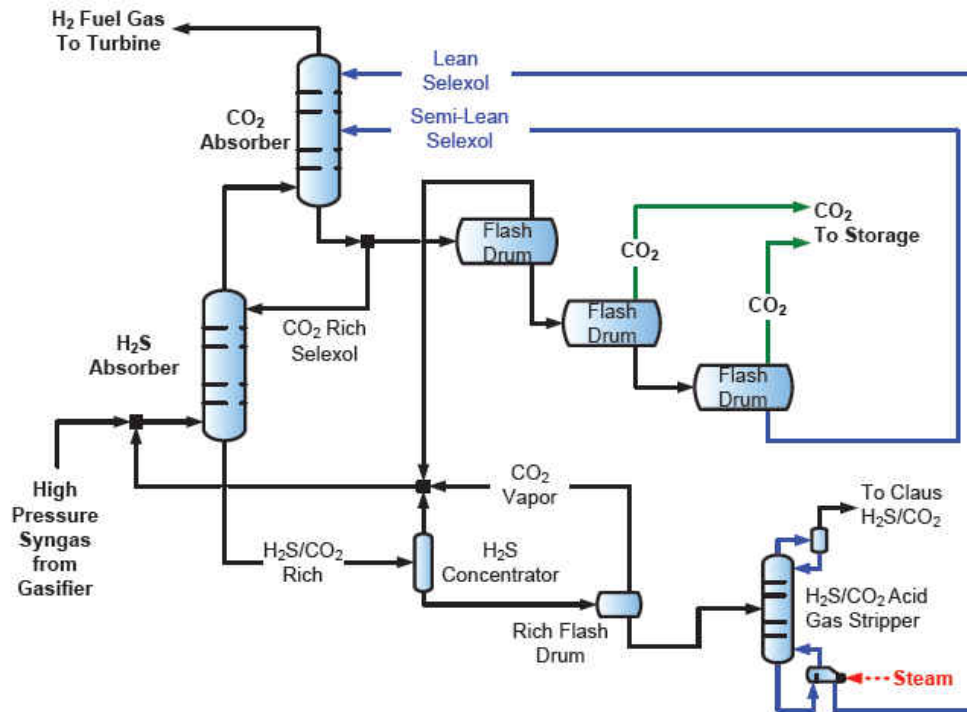 H2 Fuel Gas
To Turbine
Lean
Selexol
Semi-Lean
Selexol
CO2
Absorber
Flash
Drum
CO2
CO2
To Storage
Flash
Drum
CO2
CO2 Rich
Selexol
H2S
Absorber
Flash
Drum
High
Pressure
Syngas
from
Gasifier
CO2
Vapor
To Claus
H2S/CO2
H2S/CO2
Rich
H2S
Concentrator
H2S/CO2 Acid
Gas Stripper
Rich Flash
Drum
Steam